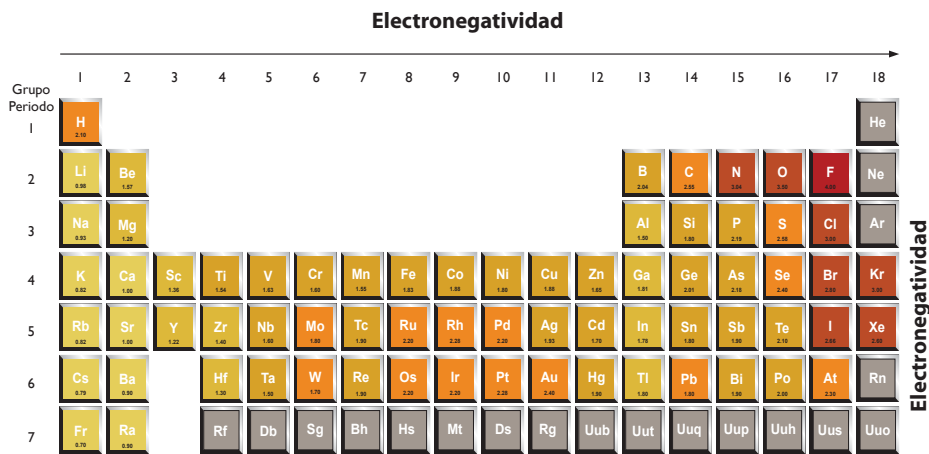 Electronegatividad
1 2 3 4 5 6 7 8 9 10 11 12 13 14 15 16 17 18
Grupo
Periodo
1
H He
2.10
2
Li Be B C N O F Ne
0.98 1.57 2.04 2.55 3.04 3.50 4.00
3
Na Mg Al Si P S Cl Ar
0.93 1.20 1.50 1.80 2.19 2.58 3.00
4
K Ca Sc Ti V Cr Mn Fe Co Ni Cu Zn Ga Ge As Se Br Kr
0.82 1.00 1.36 1.54 1.63 1.60 1.55 1.83 1.88 1.80 1.88 1.65 1.81 2.01 2.18 2.40 2.80 3.00
5
Rb Sr Y Zr Nb Mo Tc Ru Rh Pd Ag Cd In Sn Sb Te I Xe
0.82 1.00 1.22 1.40 1.60 1.80 1.90 2.20 2.28 2.20 1.93 1.70 1.78 1.80 1.90 2.10 2.60 2.60
6
Cs Ba Hf Ta W Re Os Ir Pt Au Hg Tl Pb Bi Po At Rn
0.79 0.90 1.30 1.50 1.70 1.90 2.20 2.20 2.28 2.40 1.90 1.80 1.80 1.90 2.00 2.30
7
Fr Ra Rf Db Sg Bh Hs Mt Ds Rg Uub Uut Uuq Uup Uuh Uus Uuo
0.70 0.90
Electronegatividad